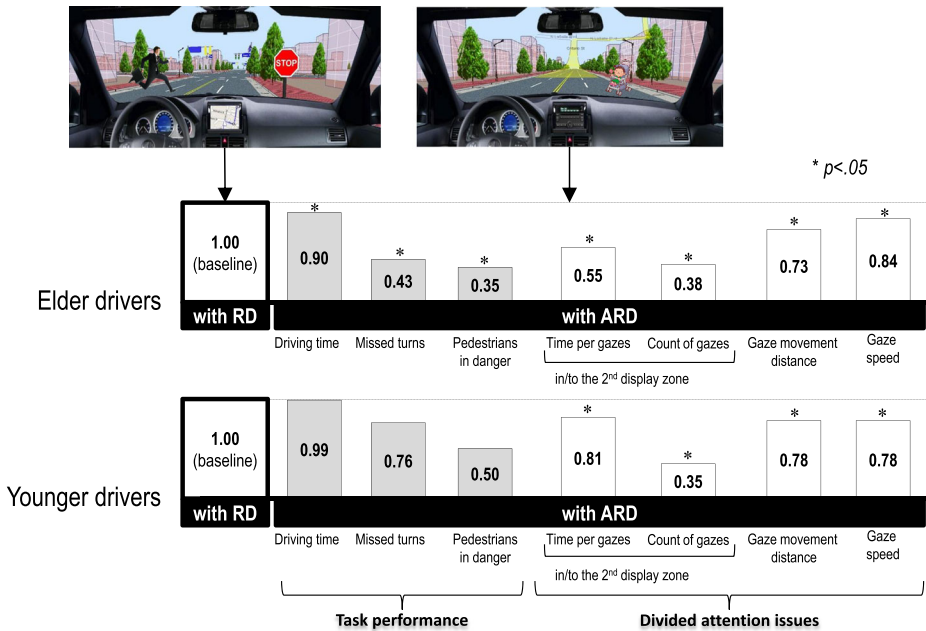 STOP
* p<.05
* * * * * * *
1.00 (baseline) 0.90 0.43 0.35 0.55 0.38 0.73 0.84
Elder drivers
with RD with ARD
Driving time Missed turns Pedestrians in danger Time per gazes Count of gazes Gaze movement distance Gaze speed
in/to the 2nd display zone
* * * *
1.00 (baseline) 0.99 0.76 0.50 0.81 0.35 0.78 0.78
Younger drivers
with RD with ARD
Driving time Missed turns Pedestrians in danger Time per gazes Count of gazes Gaze movement distance Gaze speed
in/to the 2nd display zone
Task performance Divided attention issues